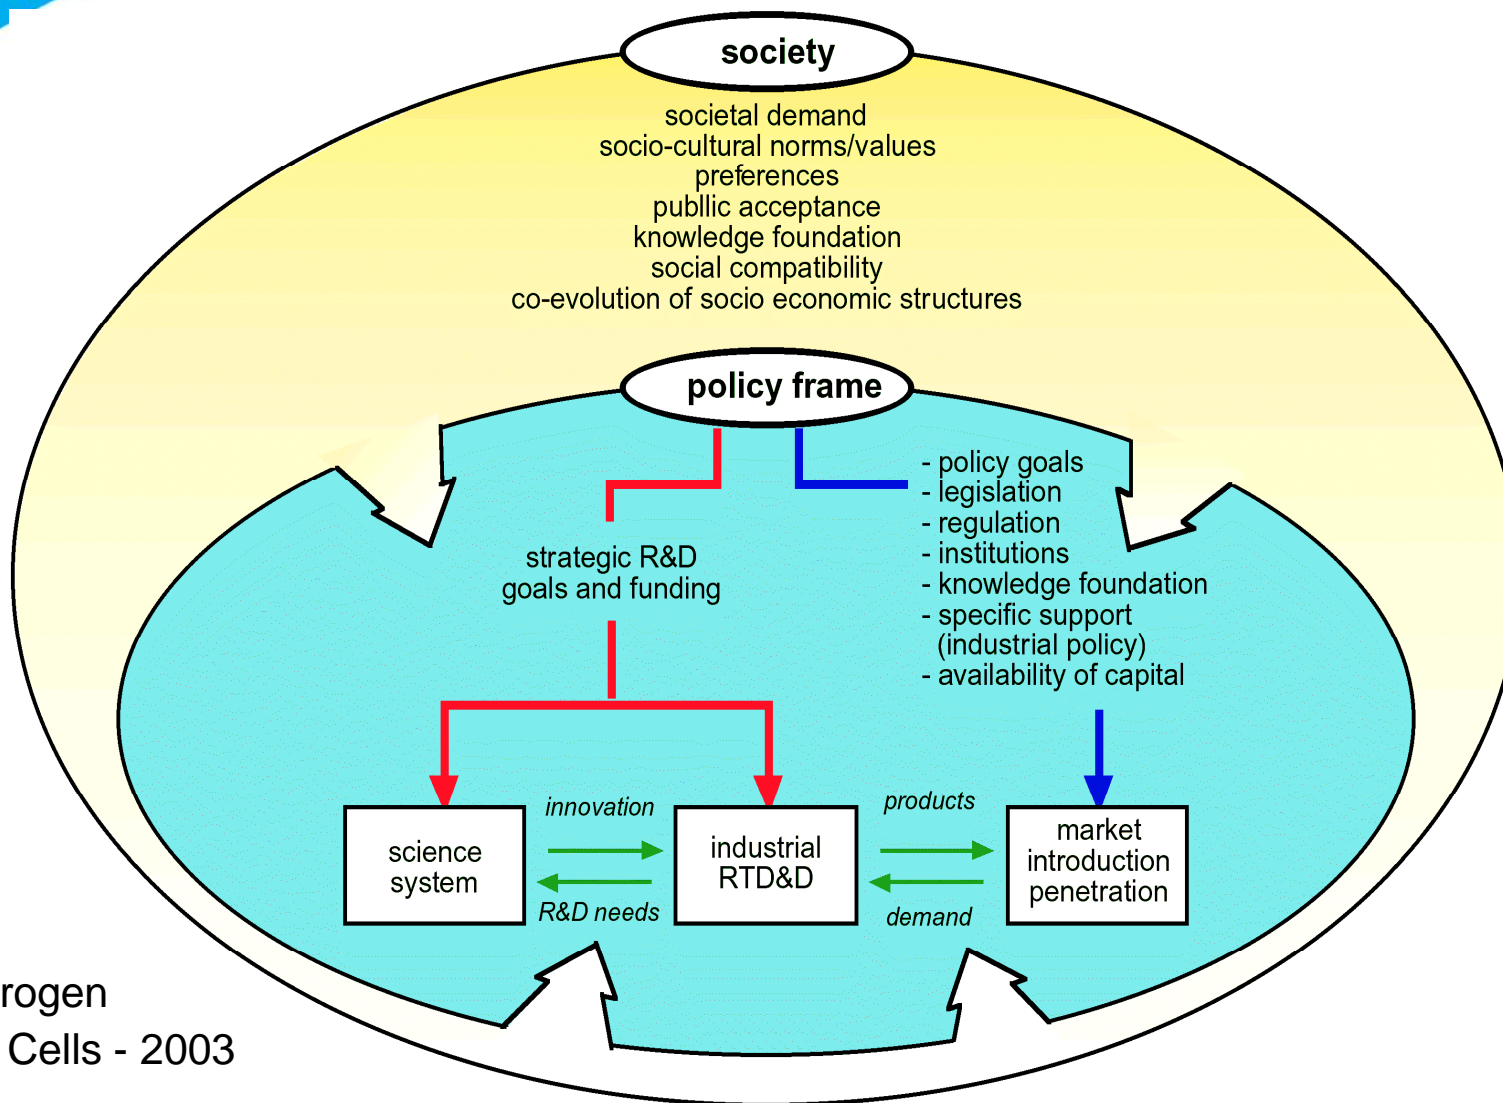 society
societal demand
socio-cultural norms/values
preferences
publlic acceptance
knowledge foundation
social compatibility
co-evolution of socio economic structures
policy frame
- policy goals
- legislation
- regulation
- institutions
- knowledge foundation
- specific support
(industrial policy)
- availability of capital
strategic R&D
goals and funding
science
system
innovation
R&D needs
industrial
RTD&D
products
demand
market
introduction
penetration
rogen
Cells - 2003